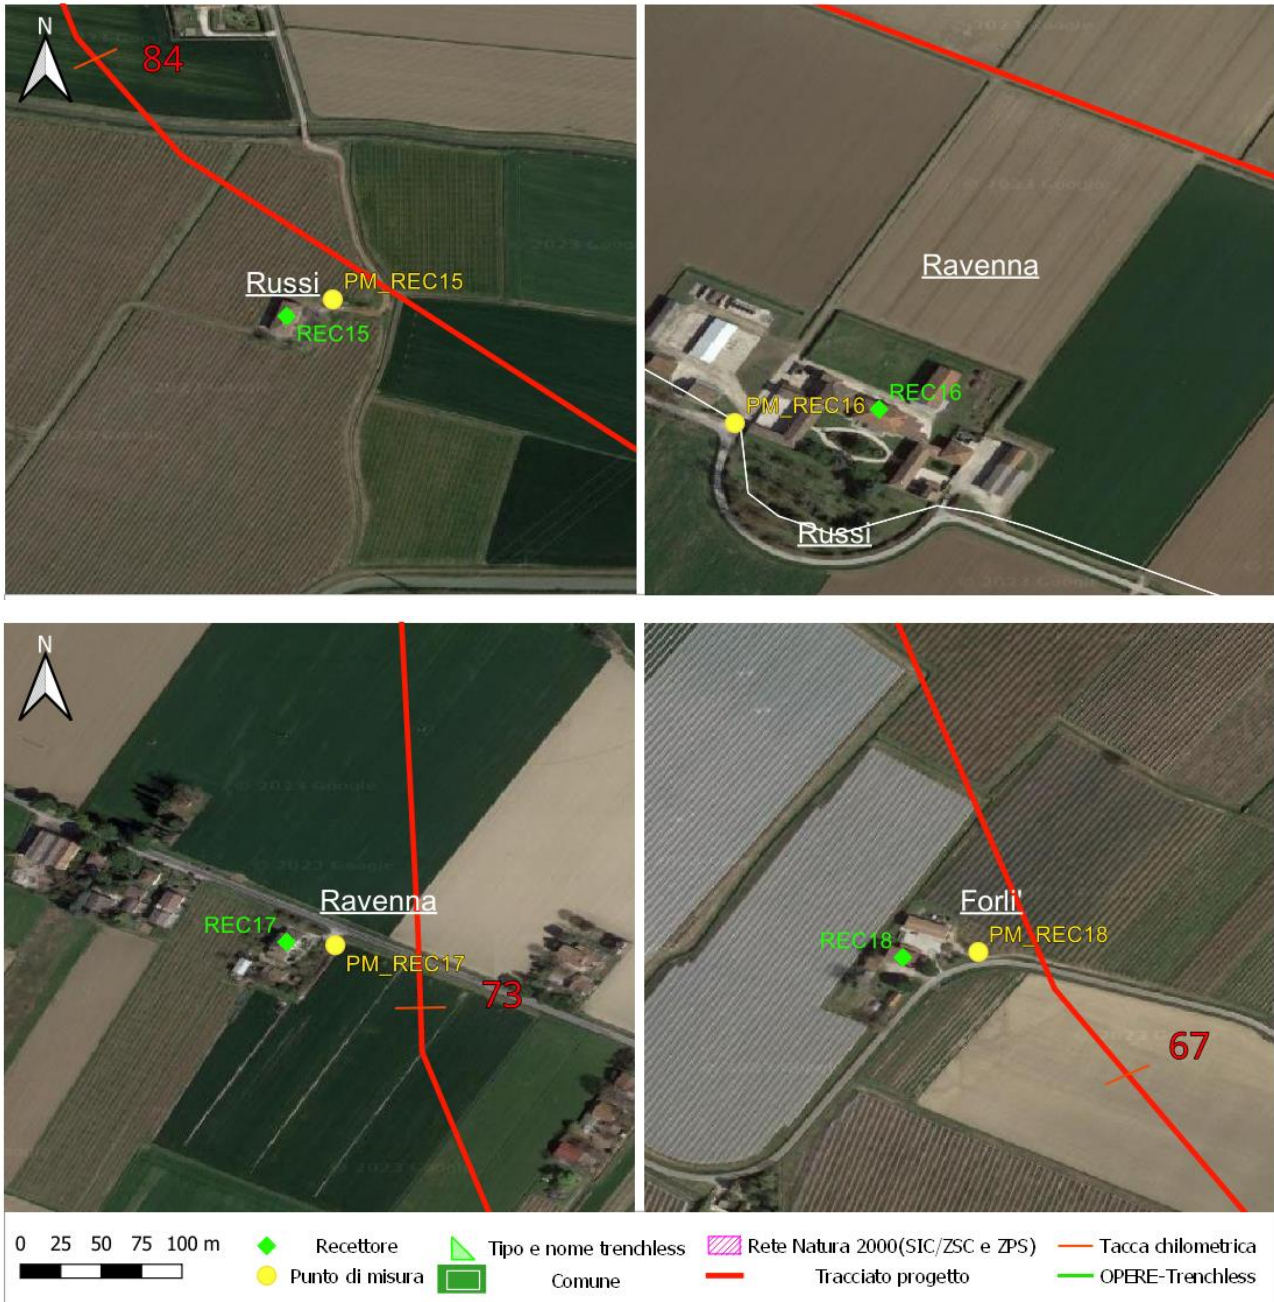 N
84
Russi
PM_REC15
REC15
Ravenna
REC16
PM_REC16
Russi
N
Ravenna
REC17
PM_REC17
73
Forli'
REC18
PM_REC18
67
© 2023 Google
0 25 50 75 100 m
Recettore
Punto di misura
Tipo e nome trenchless
Comune
Rete Natura 2000(SIC/ZSC e ZPS)
Tracciato progetto
Tacca chilometrica
OPERE-Trenchless